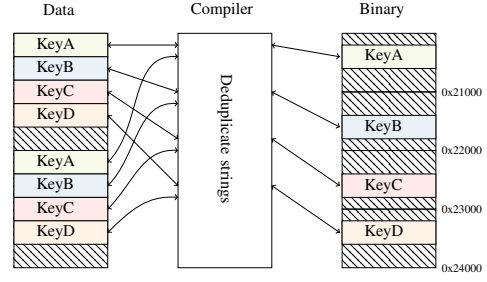 Data
Compiler
Binary
KeyA
KeyB
KeyC
KeyD
KeyA
KeyB
KeyC
KeyD
Deduplicate strings
KeyA
0x21000
KeyB
0x22000
KeyC
0x23000
KeyD
0x24000